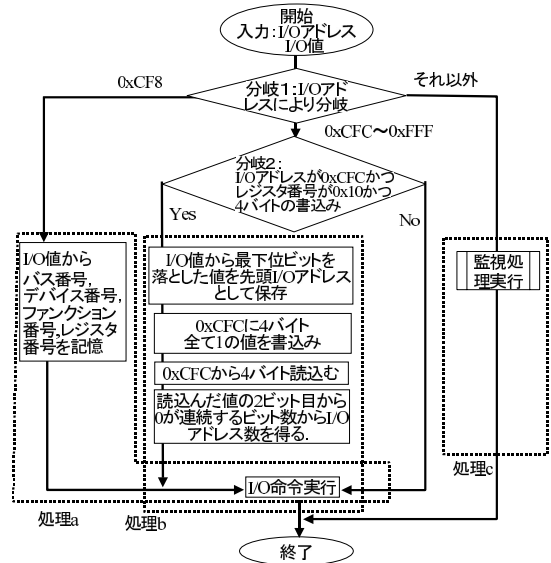 開始
入力：I/Oアドレス
I/O値
0xCF8
分岐1：I/Oアド
レスにより分岐
それ以外
0xCFC～0xFFF
分岐2：
I/Oアドレスが0xCFCかつ
レジスタ番号が0x10かつ
4バイトの書込み
Yes
No
I/O値から
バス番号，
デバイス番号，
ファンクション
番号，レジスタ
番号を記憶
I/O値から最下位ビットを
落とした値を先頭I/Oアドレス
として保存
0xCFCに4バイト
全て1の値を書込み
0xCFCから4バイト読込む
読込んだ値の2ビット目から
0が連続するビット数からI/O
アドレス数を得る．
監視処
理実行
I/O命令実行
処理a
処理b
処理c
終了